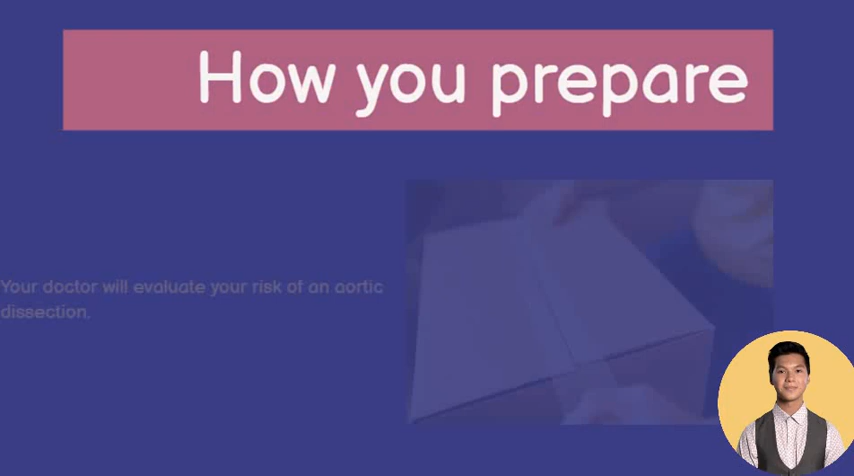 How you prepare
Your doctor will evaluate your risk of an aortic
dissection.